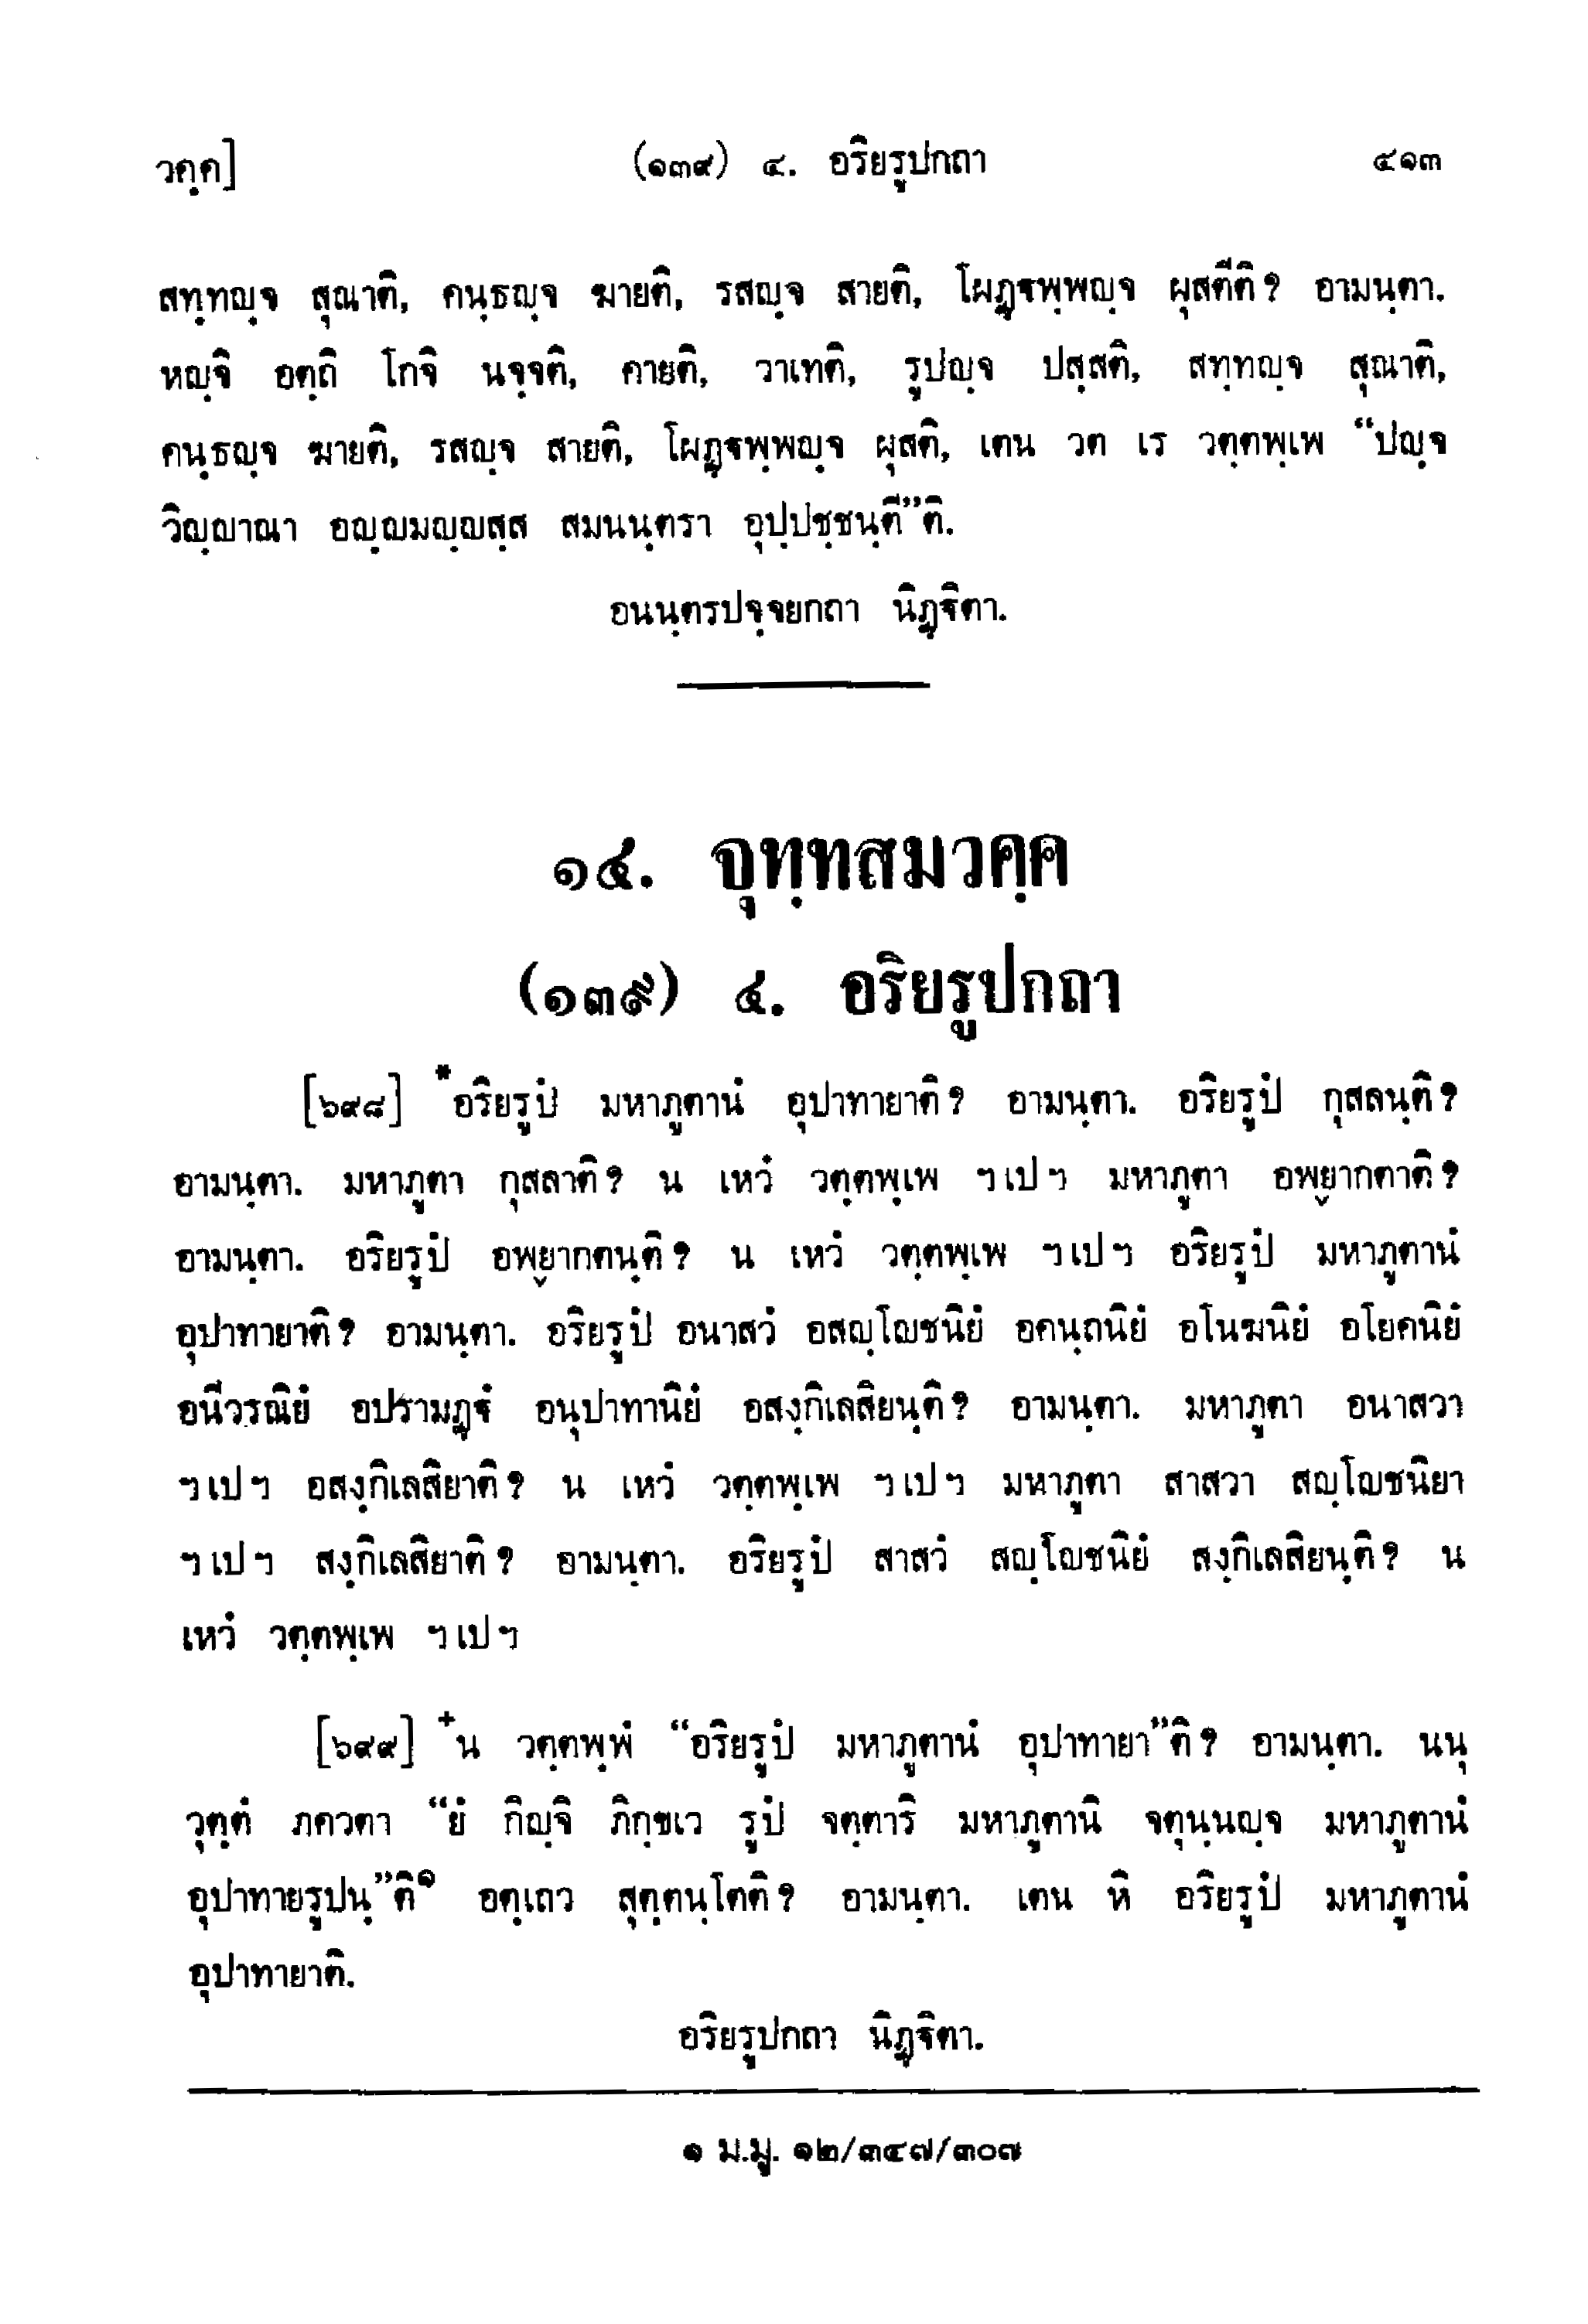 วคฺค]
(๑๓๙) ๔. อริยรูปกถา
๕๑๓
สทฺทญฺจ สุณาติ, คนฺธญฺจ ฆายติ, รสญฺจ สายติ, โผฏฺฐพฺพญฺจ ผุสตีติ? อามนฺตา.
หญฺจิ อตฺถิ โกจิ นจฺจติ, คายติ, วาเทติ, รูปญฺจ ปสฺสติ, สทฺทญฺจ สุณาติ,
คนฺธญฺจ ฆายติ, รสญฺจ สายติ, โผฏฺฐพฺพญฺจ ผุสติ, เตน วต เร วตฺตพฺเพ “ปญฺจ
วิญฺญาณา อญฺญมญฺญสฺส สมนนฺตรา อุปฺปชฺชนฺตี”ติ.
อนนฺตรปจฺจยกถา นิฏฺฐิตา.
๑๔. จุทฺทสมวคฺค
(๑๓๙) ๔. อริยรูปกถา
[๖๙๘] *อริยรูปํ มหาภูตานํ อุปาทายาติ? อามนฺตา. อริยรูปํ กุสลนฺติ?
อามนฺตา. มหาภูตา กุสลาติ? น เหวํ วตฺตพฺเพ ฯเปฯ มหาภูตา อพฺยากตาติ?
อามนฺตา. อริยรูปํ อพฺยากตนฺติ? น เหวํ วตฺตพฺเพ ฯเปฯ อริยรูปํ มหาภูตานํ
อุปาทายาติ? อามนฺตา. อริยรูปํ อนาสวํ อสญฺโญชนิยํ อคนฺถนิยํ อโนฆนิยํ อโยคนิยํ
อนีวรณิยํ อปรามฏฺฐํ อนุปาทานิยํ อสงฺกิเลสิยนฺติ? อามนฺตา. มหาภูตา อนาสวา
ฯเปฯ อสงฺกิเลสิยาติ? น เหวํ วตฺตพฺเพ ฯเปฯ มหาภูตา สาสวา สญฺโญชนิยา
ฯเปฯ สงฺกิเลสิยาติ? อามนฺตา. อริยรูปํ สาสวํ สญฺโญชนิยํ สงฺกิเลสิยนฺติ? น
เหวํ วตฺตพฺเพ ฯเปฯ
[๖๙๙] +น วตฺตพฺพํ “อริยรูปํ มหาภูตานํ อุปาทายา”ติ? อามนฺตา. นนุ
วุตฺตํ ภควตา “ยํ กิญฺจิ ภิกฺขเว รูปํ จตฺตาริ มหาภูตานิ จตุนฺนญฺจ มหาภูตานํ
อุปาทายรูปนฺ”ติ๑ อตฺเถว สุตฺตนฺโตติ? อามนฺตา. เตน หิ อริยรูปํ มหาภูตานํ
อุปาทายาติ.
อริยรูปกถา นิฏฺฐิตา.
๑ ม.มู. ๑๒/๓๔๗/๓๐๗